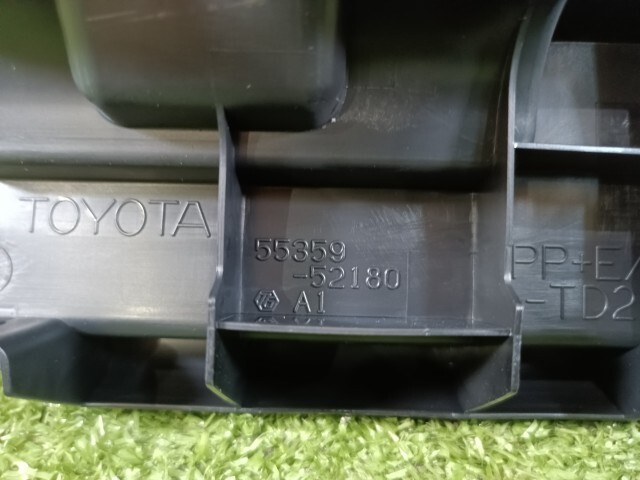 TOYOTA
55359
-52180
A1
PP+E/
-TD2